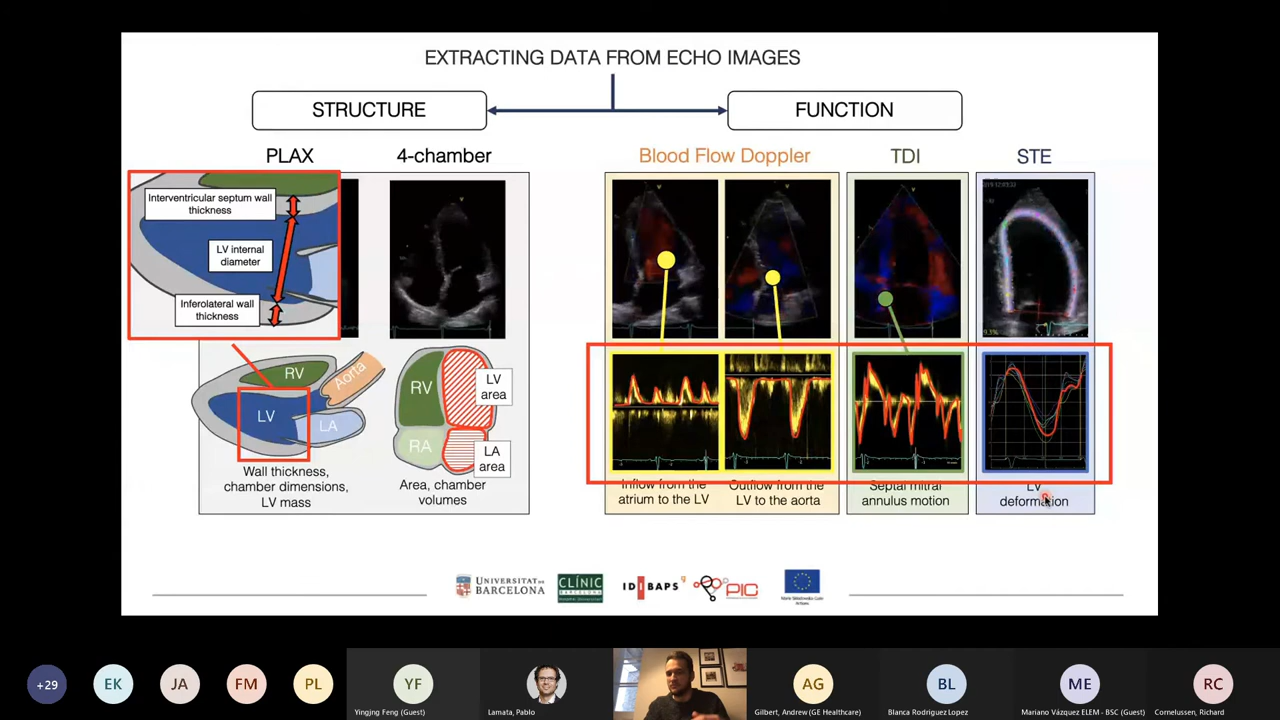 EXTRACTING DATA FROM ECHO IMAGES
STRUCTURE
FUNCTION
PLAX
4-chamber
Blood Flow Doppler
TDI
STE
Interventricular septum wall
thickness
LV internal
diameter
Inferolateral wall
thickness
RV
Aorta
LV
LA
RV
LV
area
RA
LA
area
Wall thickness,
chamber dimensions,
LV mass
Area, chamber
volumes
Inflow from the
atrium to the LV
Outflow from the
LV to the aorta
Septal mitral
annulus motion
LV
deformation
UNIVERSITAT DE
BARCELONA
CLÍNIC
BARCELONA
IDIBAPS
PIC
+29
EK
JA
FM
PL
YF
Yingjng Feng (Guest)
Lamata, Pablo
AG
Gilbert, Andrew (GE Healthcare)
BL
Blanca Rodriguez Lopez
ME
Mariano Vázquez ELEM - BSC (Guest)
RC
Cornelussen, Richard